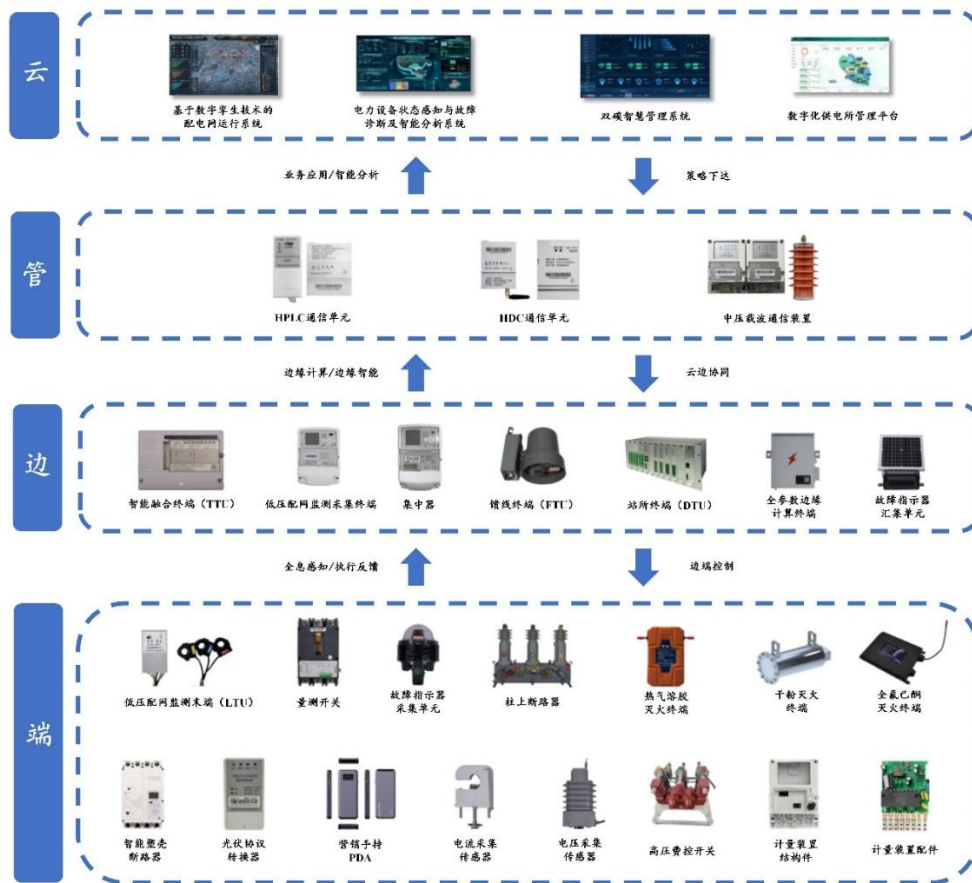 云
基于数字孪生技术的
配电网运行系统
电力设备状态感知与故障
诊断及智能分析系统
双碳智慧管理系统
数字化供电所管理平台
业务应用/智能分析
策略下达
管
HPLC通信单元
HDC通信单元
中压载波通信装置
边缘计算/边缘智能
云边协同
边
智能融合终端（TTU）
低压配网监测采集终端
集中器
馈线终端（FTU）
站所终端（DTU）
全参数边缘
计算终端
故障指示器
汇集单元
全息感知/执行反馈
边端控制
端
低压配网监测末端（LTU）
量测开关
故障指示器
采集单元
柱上断路器
热气溶胶
灭火终端
干粉灭火
终端
全氟己酮
灭火终端
智能塑壳
断路器
光伏协议
转换器
营销手持
PDA
电流采集
传感器
电压采集
传感器
高压费控开关
计量装置
结构件
计量装置配件